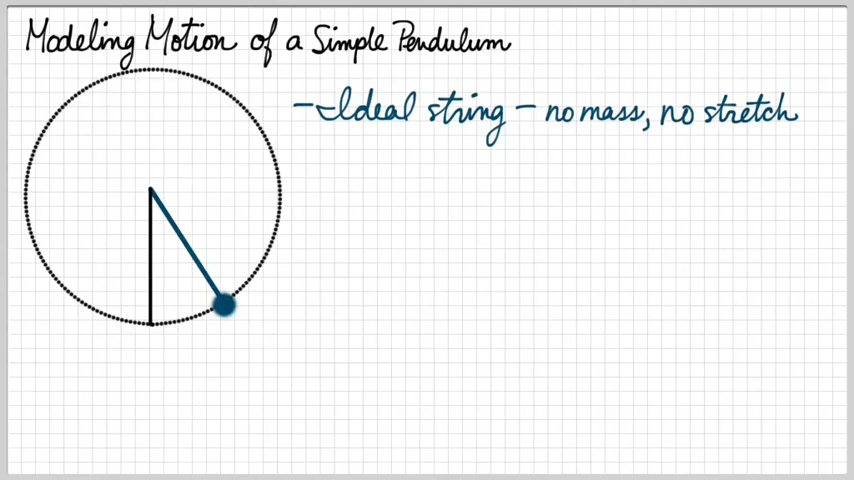 Modeling Motion of a Simple Pendulum
- Ideal string - no mass, no stretch